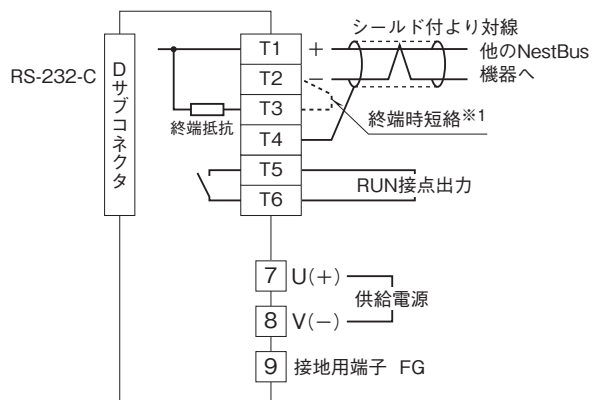 シールド付より対線
T1
+
他のNestBus
RS-232-C
Dサブコネクタ
T2
−
機器へ
T3
終端抵抗
終端時短絡※1
T4
T5
RUN接点出力
T6
7 U(+)
供給電源
8 V(−)
9 接地用端子 FG